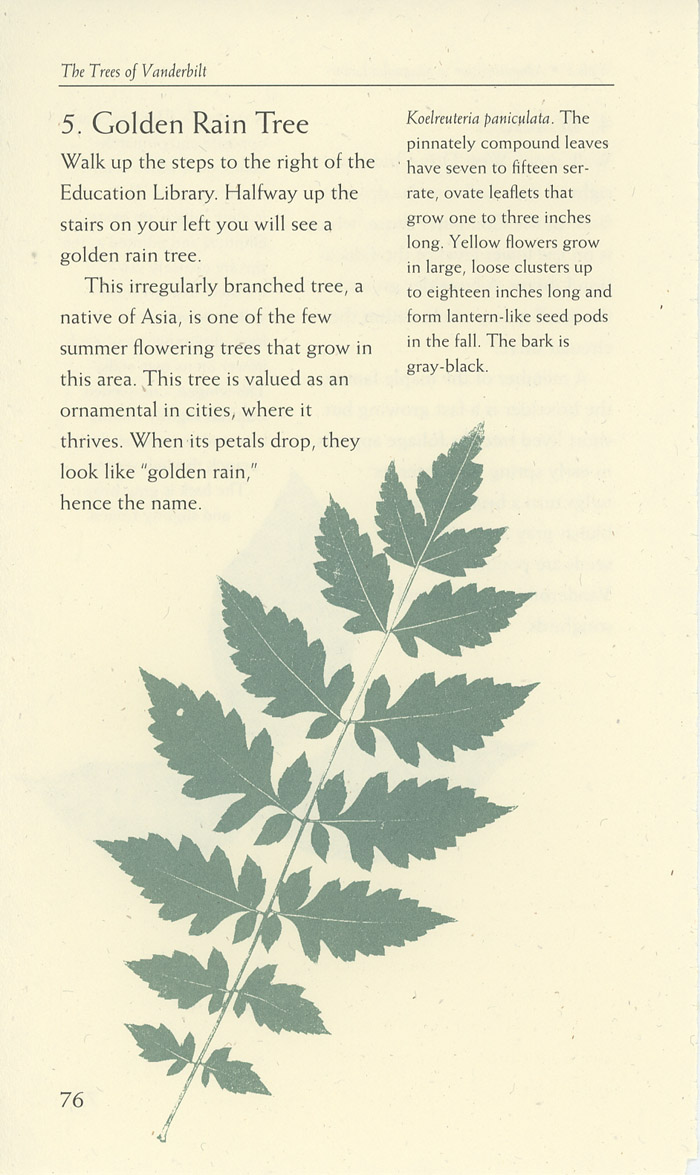 The Trees of Vanderbilt
5. Golden Rain Tree
Walk up the steps to the right of the
Education Library. Halfway up the
stairs on your left you will see a
golden rain tree.
This irregularly branched tree, a
native of Asia, is one of the few
summer flowering trees that grow in
this area. This tree is valued as an
ornamental in cities, where it
thrives. When its petals drop, they
look like “golden rain,”
hence the name.
Koelreuteria paniculata. The
pinnately compound leaves
have seven to fifteen ser-
rate, ovate leaflets that
grow one to three inches
long. Yellow flowers grow
in large, loose clusters up
to eighteen inches long and
form lantern-like seed pods
in the fall. The bark is
gray-black.
76